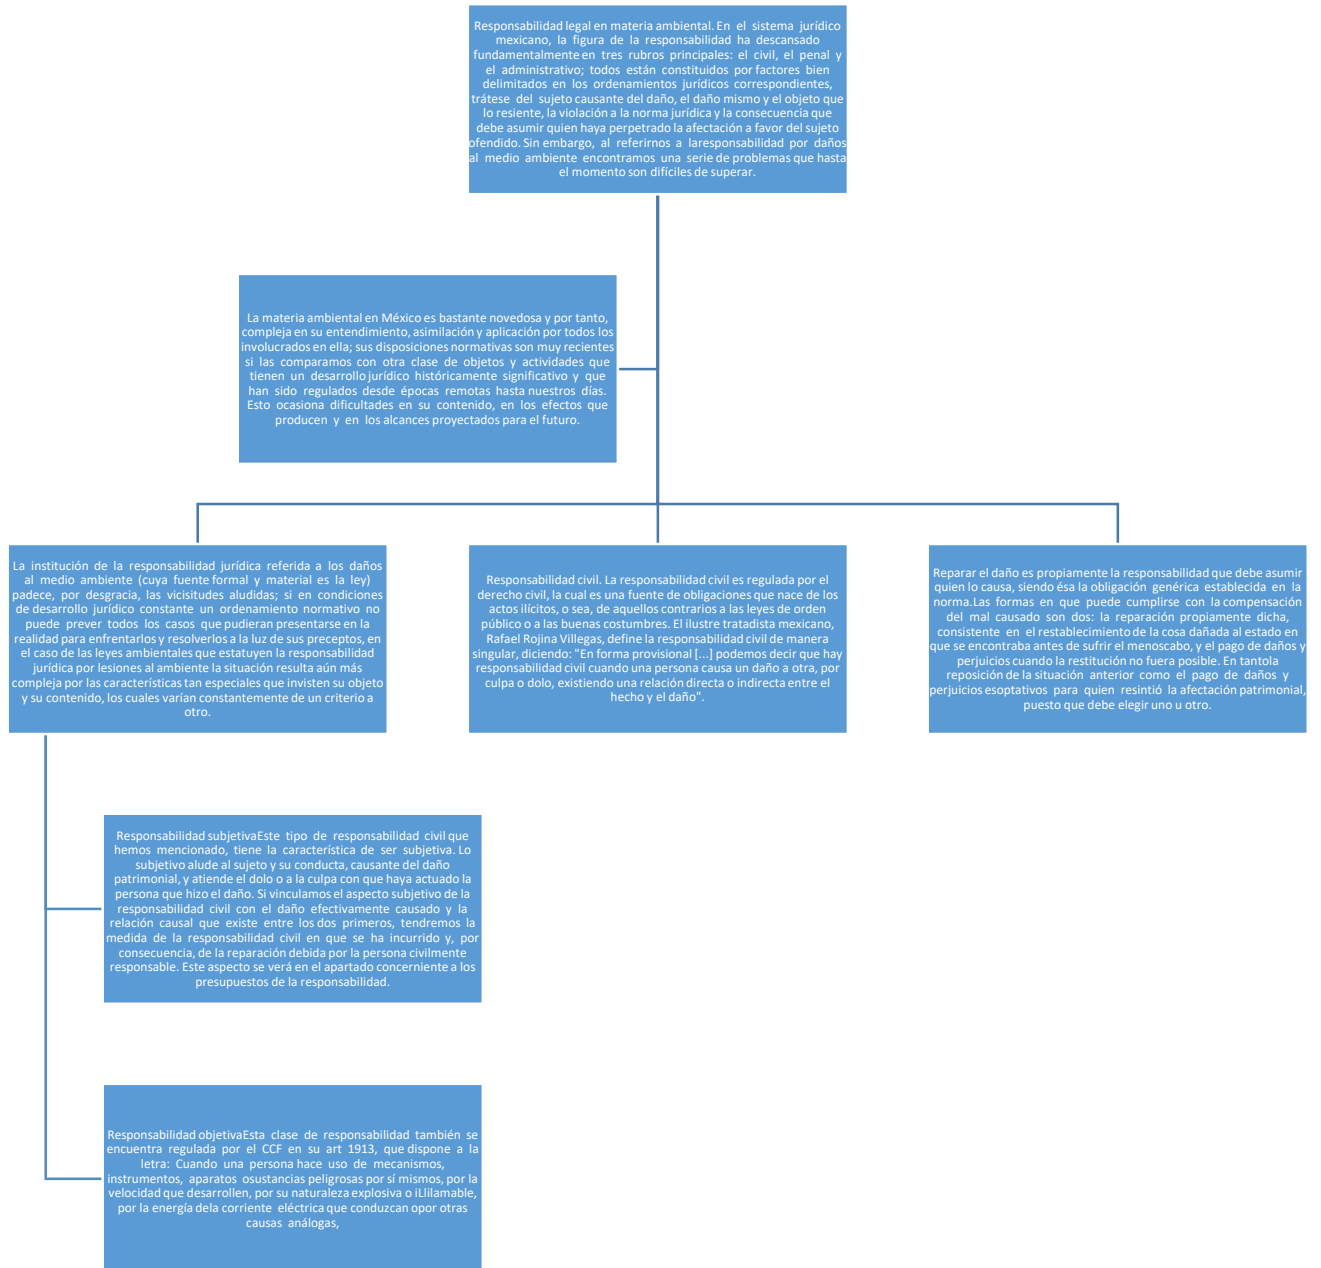 Responsabilidad legal en materia ambiental. En el sistema jurídico
mexicano, la figura de la responsabilidad ha descansado
fundamentalmente en tres rubros principales: el civil, el penal y
el administrativo; todos están constituidos por factores bien
delimitados en los ordenamientos jurídicos correspondientes,
trátese del sujeto causante del daño, el daño mismo y el objeto que
lo resiente, la violación a la norma jurídica y la consecuencia que
debe asumir quien haya perpetrado la afectación a favor del sujeto
ofendido. Sin embargo, al referirnos a laresponsabilidad por daños
al medio ambiente encontramos una serie de problemas que hasta
el momento son difíciles de superar.
La materia ambiental en México es bastante novedosa y por tanto,
compleja en su entendimiento, asimilación y aplicación por todos los
involucrados en ella; sus disposiciones normativas son muy recientes
si las comparamos con otra clase de objetos y actividades que
tienen un desarrollo jurídico históricamente significativo y que
han sido regulados desde épocas remotas hasta nuestros días.
Esto ocasiona dificultades en su contenido, en los efectos que
producen y en los alcances proyectados para el futuro.
La institución de la responsabilidad jurídica referida a los daños
al medio ambiente (cuya fuente formal y material es la ley)
padece, por desgracia, las vicisitudes aludidas; si en condiciones
de desarrollo jurídico constante un ordenamiento normativo no
puede prever todos los casos que pudieran presentarse en la
realidad para enfrentarlos y resolverlos a la luz de sus preceptos, en
el caso de las leyes ambientales que estatuyen la responsabilidad
jurídica por lesiones al ambiente la situación resulta aún más
compleja por las características tan especiales que invisten su objeto
y su contenido, los cuales varían constantemente de un criterio a
otro.
Responsabilidad civil. La responsabilidad civil es regulada por el
derecho civil, la cual es una fuente de obligaciones que nace de los
actos ilícitos, o sea, de aquellos contrarios a las leyes de orden
público o a las buenas costumbres. El ilustre tratadista mexicano,
Rafael Rojina Villegas, define la responsabilidad civil de manera
singular, diciendo: "En forma provisional [...] podemos decir que hay
responsabilidad civil cuando una persona causa un daño a otra, por
culpa o dolo, existiendo una relación directa o indirecta entre el
hecho y el daño".
Reparar el daño es propiamente la responsabilidad que debe asumir
quien lo causa, siendo ésa la obligación genérica establecida en la
norma.Las formas en que puede cumplirse con la compensación
del mal causado son dos: la reparación propiamente dicha,
consistente en el restablecimiento de la cosa dañada al estado en
que se encontraba antes de sufrir el menoscabo, y el pago de daños y
perjuicios cuando la restitución no fuera posible. En tantola
reposición de la situación anterior como el pago de daños y
perjuicios esoptativos para quien resintió la afectación patrimonial,
puesto que debe elegir uno u otro.
Responsabilidad subjetivaEste tipo de responsabilidad civil que
hemos mencionado, tiene la característica de ser subjetiva. Lo
subjetivo alude al sujeto y su conducta, causante del daño
patrimonial, y atiende el dolo o a la culpa con que haya actuado la
persona que hizo el daño. Si vinculamos el aspecto subjetivo de la
responsabilidad civil con el daño efectivamente causado y la
relación causal que existe entre los dos primeros, tendremos la
medida de la responsabilidad civil en que se ha incurrido y, por
consecuencia, de la reparación debida por la persona civilmente
responsable. Este aspecto se verá en el apartado concerniente a los
presupuestos de la responsabilidad.
Responsabilidad objetivaEsta clase de responsabilidad también se
encuentra regulada por el CCF en su art 1913, que dispone a la
letra: Cuando una persona hace uso de mecanismos,
instrumentos, aparatos osustancias peligrosas por sí mismos, por la
velocidad que desarrollen, por su naturaleza explosiva o iLlilamable,
por la energía dela corriente eléctrica que conduzcan opor otras
causas análogas,